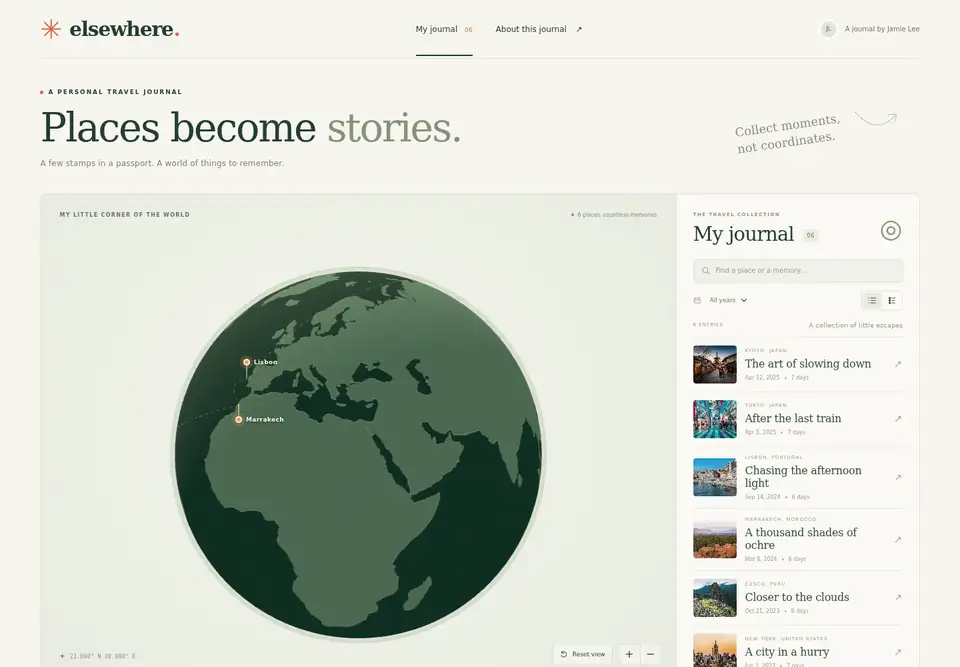 elsewhere.
My journal 06
About this journal ↗
JL
A journal by Jamie Lee
A PERSONAL TRAVEL JOURNAL
Places become stories.
A few stamps in a passport. A world of things to remember.
Collect moments,
not coordinates.
MY LITTLE CORNER OF THE WORLD
6 places, countless memories
Lisbon
Marrakech
Reset view
+ −
THE TRAVEL COLLECTION
My journal 06
Find a place or a memory...
All years
6 ENTRIES
A collection of little escapes
KYOTO, JAPAN
The art of slowing down
Apr 12, 2025 • 7 days
TOKYO, JAPAN
After the last train
Apr 5, 2025 • 7 days
LISBON, PORTUGAL
Chasing the afternoon
light
Sep 14, 2024 • 6 days
MARRAKECH, MOROCCO
A thousand shades of
ochre
Mar 8, 2024 • 6 days
CUSCO, PERU
Closer to the clouds
Oct 21, 2023 • 9 days
NEW YORK, UNITED STATES
A city in a hurry